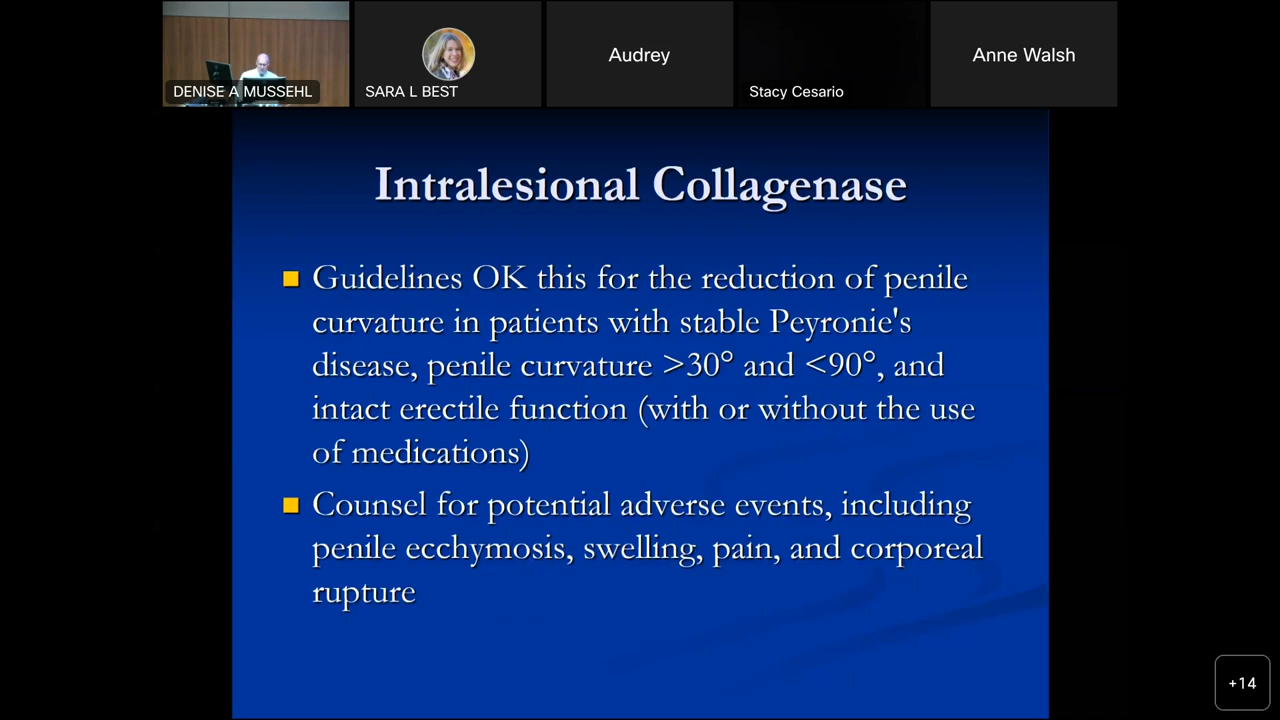 DENISE A MUSSEHL
SARA L BEST
Audrey
Stacy Cesario
Anne Walsh
Intralesional Collagenase
Guidelines OK this for the reduction of penile
curvature in patients with stable Peyronie's
disease, penile curvature >30° and <90°, and
intact erectile function (with or without the use
of medications)
Counsel for potential adverse events, including
penile ecchymosis, swelling, pain, and corporeal
rupture
+14